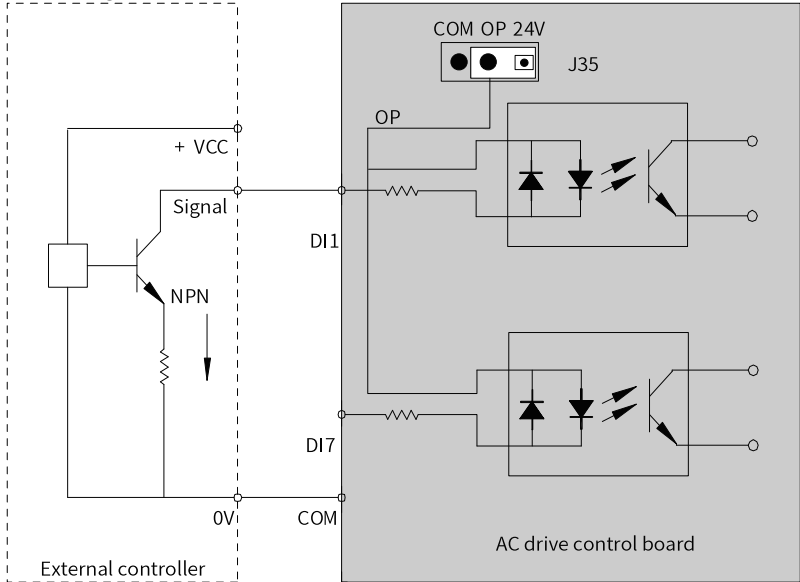 COM OP 24V
J35
OP
+ VCC
Signal
DI1
NPN
DI7
0V
COM
AC drive control board
External controller